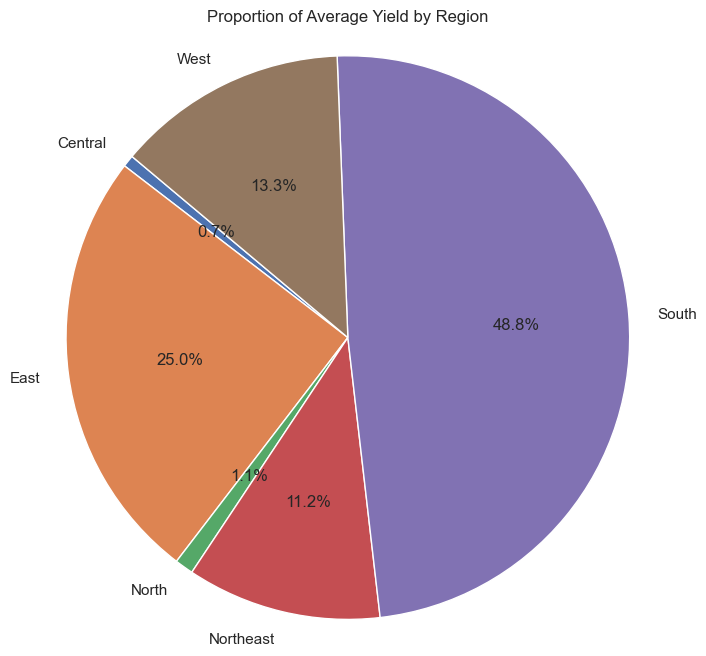 Proportion of Average Yield by Region
West
Central
13.3%
0.7%
South
48.8%
East
25.0%
1.1%
11.2%
North
Northeast